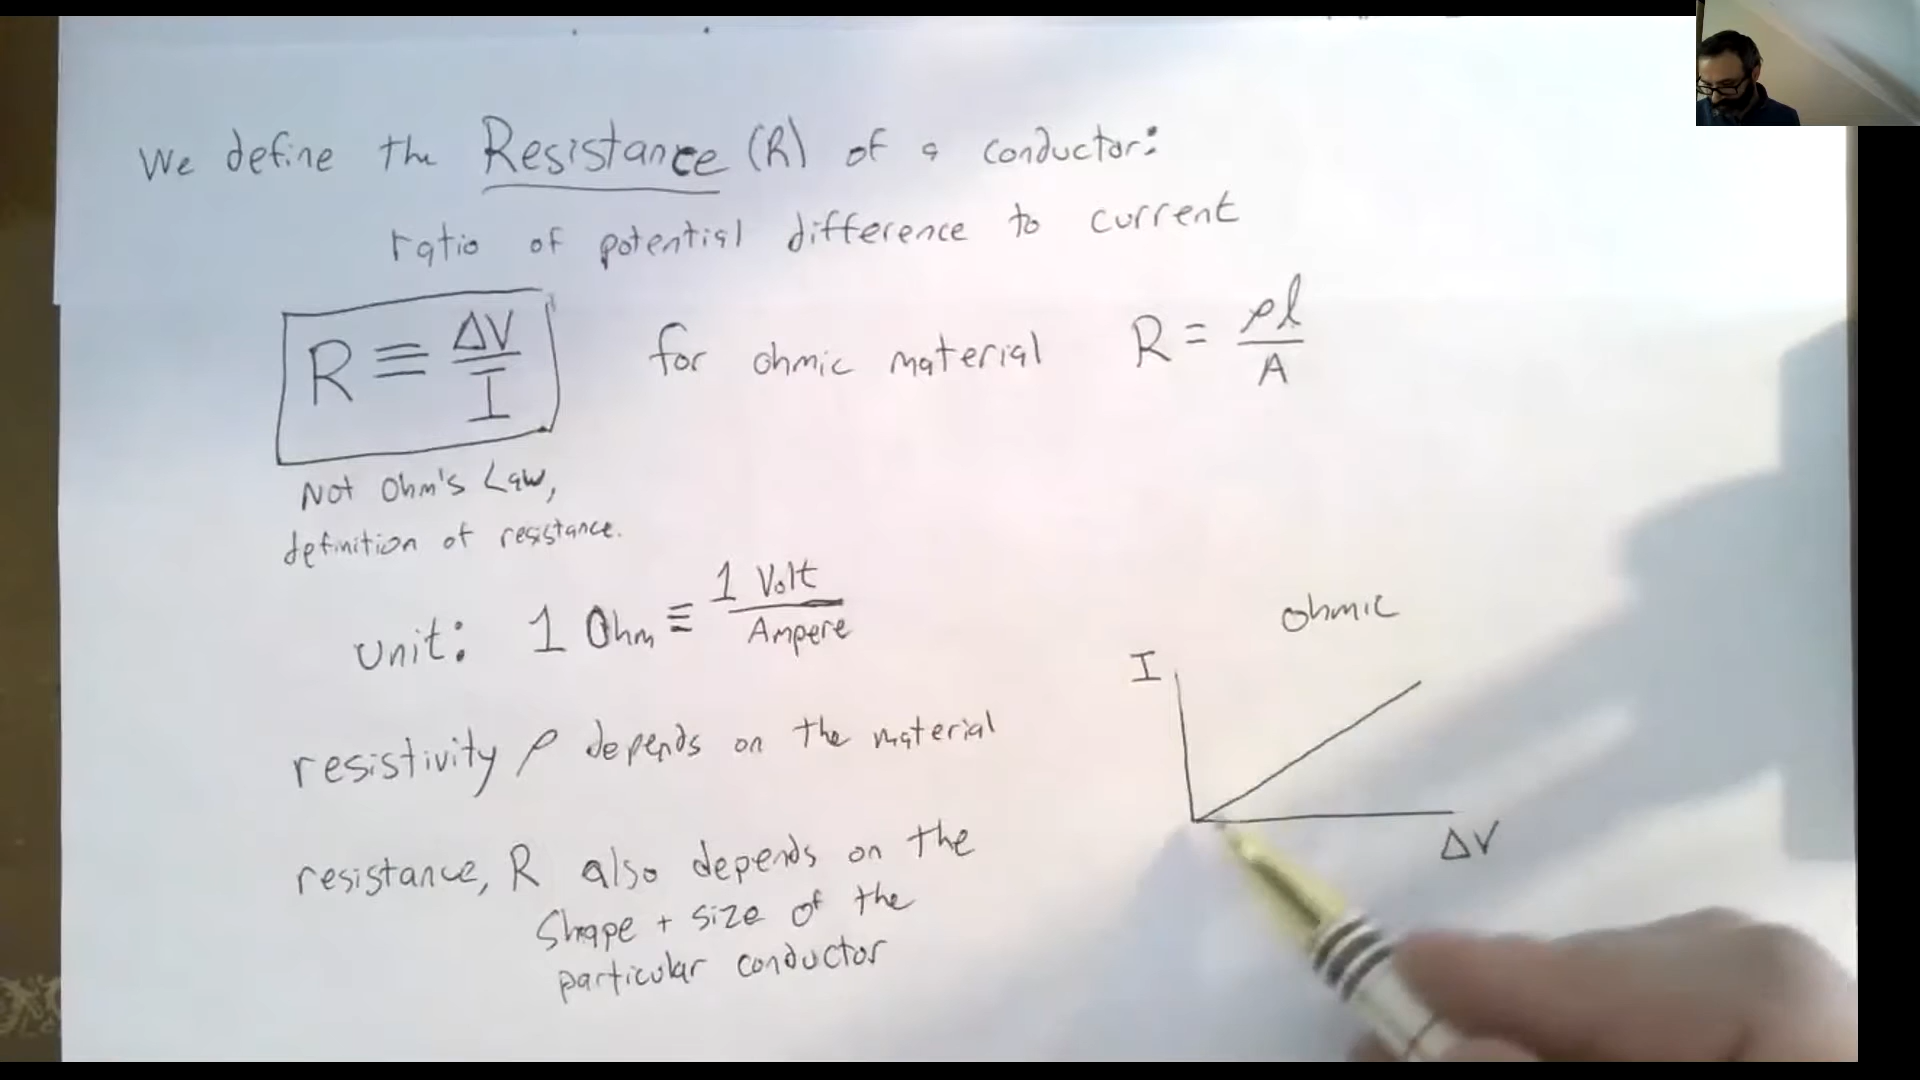 We define the Resistance (R) of a conductor:
ratio of potential difference to current
R ≡ ΔV / I for ohmic material R = ρl / A
Not Ohm's Law,
definition of resistance.
Unit: 1 Ohm ≡ 1 Volt / Ampere
resistivity ρ depends on the material
resistance, R also depends on the
Shape + size of the
particular conductor
ohmic
I
ΔV